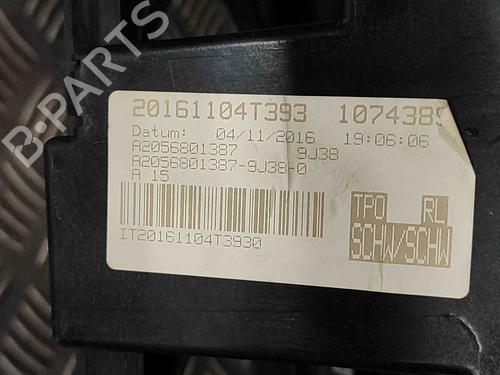 B-PARTS
20161104T393 1074389
Datum: 04/11/2016 19:06:06
A2056801387 9J38
A2056801387-9J38-0
A 15
TPO RL
SCHW/SCHW
IT20161104T3930